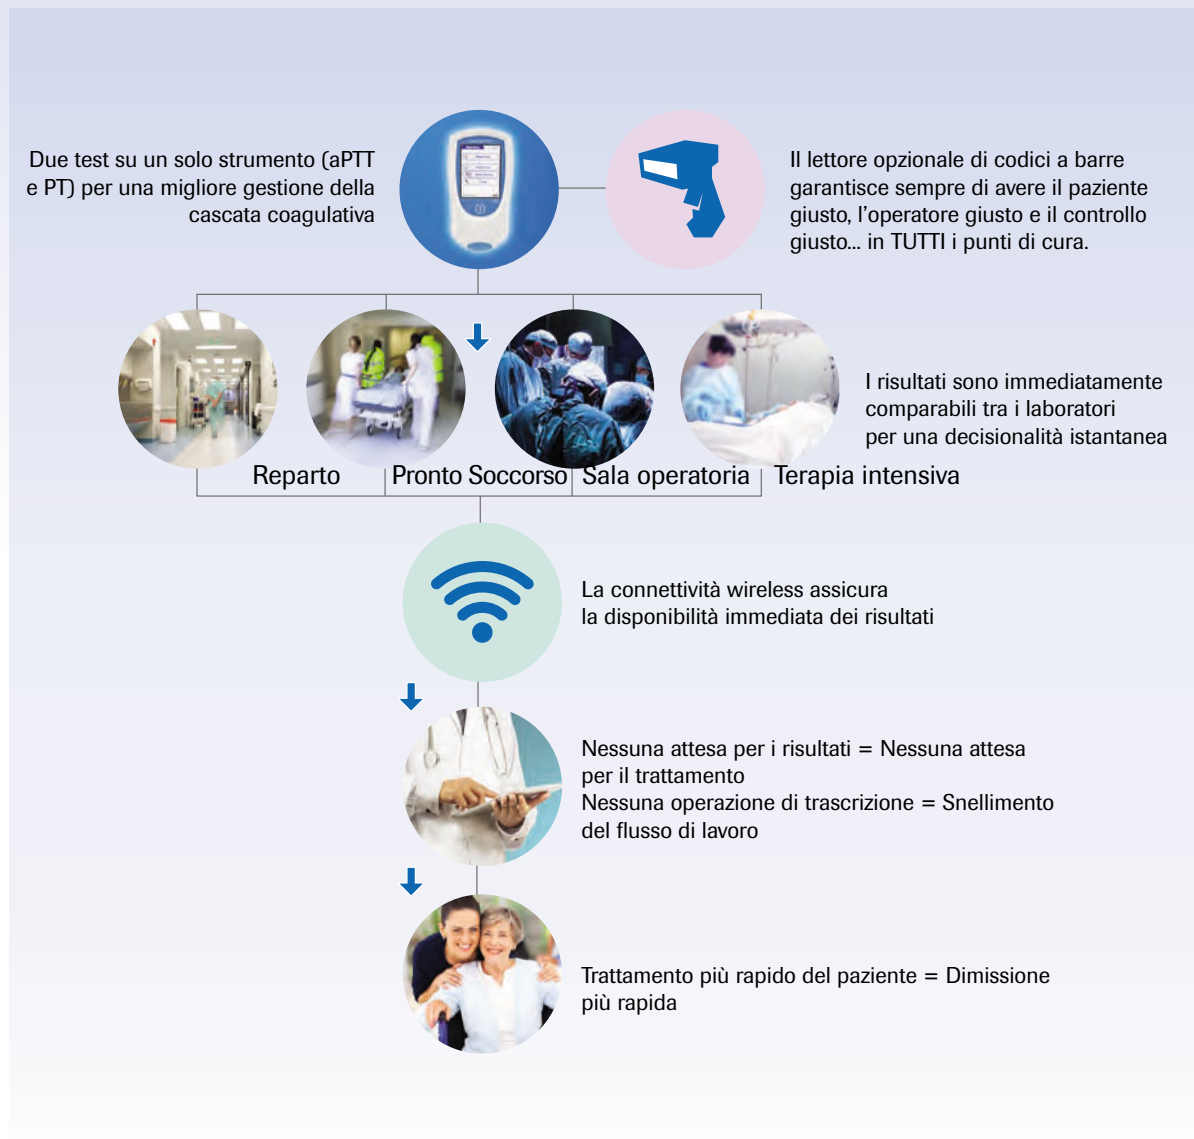 Due test su un solo strumento (aPTT
e PT) per una migliore gestione della
cascata coagulativa
Il lettore opzionale di codici a barre
garantisce sempre di avere il paziente
giusto, l'operatore giusto e il controllo
giusto... in TUTTI i punti di cura.
I risultati sono immediatamente
comparabili tra i laboratori
per una decisionalità istantanea
Reparto
Pronto Soccorso
Sala operatoria
Terapia intensiva
La connettività wireless assicura
la disponibilità immediata dei risultati
Nessuna attesa per i risultati = Nessuna attesa
per il trattamento
Nessuna operazione di trascrizione = Snellimento
del flusso di lavoro
Trattamento più rapido del paziente = Dimissione
più rapida